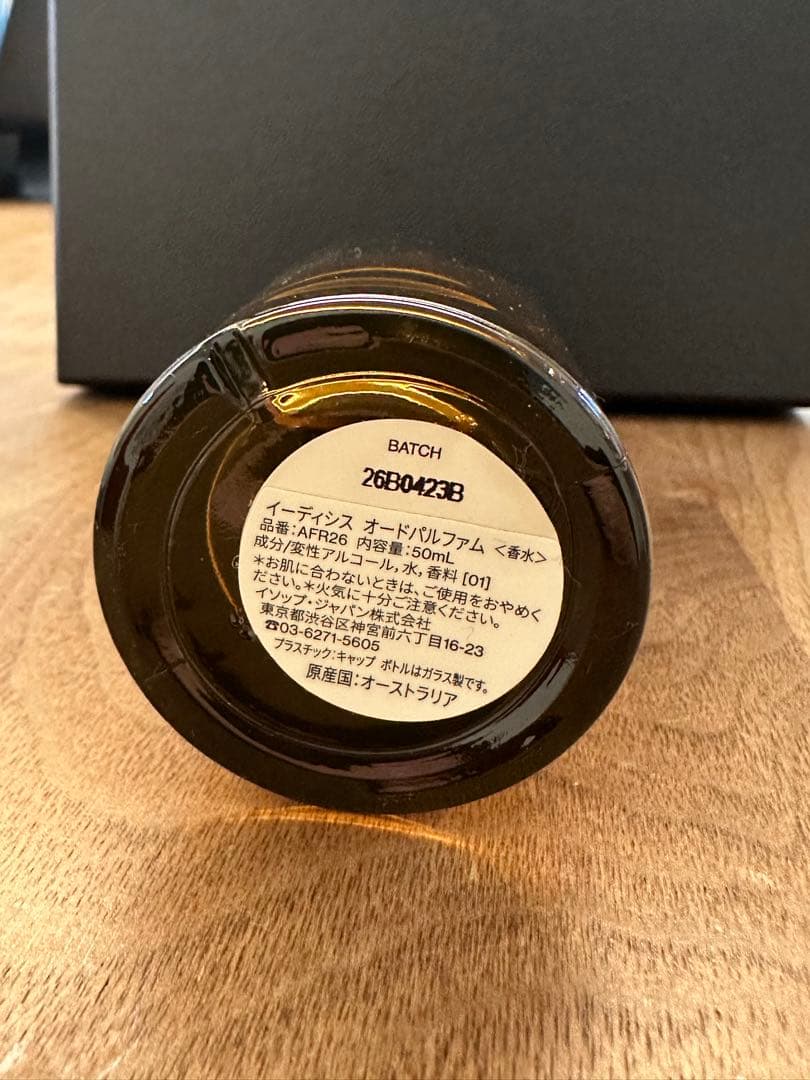 BATCH
26B0423B
イーディシス オードパルファム <香水>
品番:AFR26 内容量:50mL
成分/変性アルコール,水,香料 [01]
*お肌に合わないときは、ご使用をおやめく
ださい。*火気に十分ご注意ください。
イソップ・ジャパン株式会社
東京都渋谷区神宮前六丁目16-23
☎03-6271-5605
プラスチック:キャップ ボトルはガラス製です。
原産国:オーストラリア